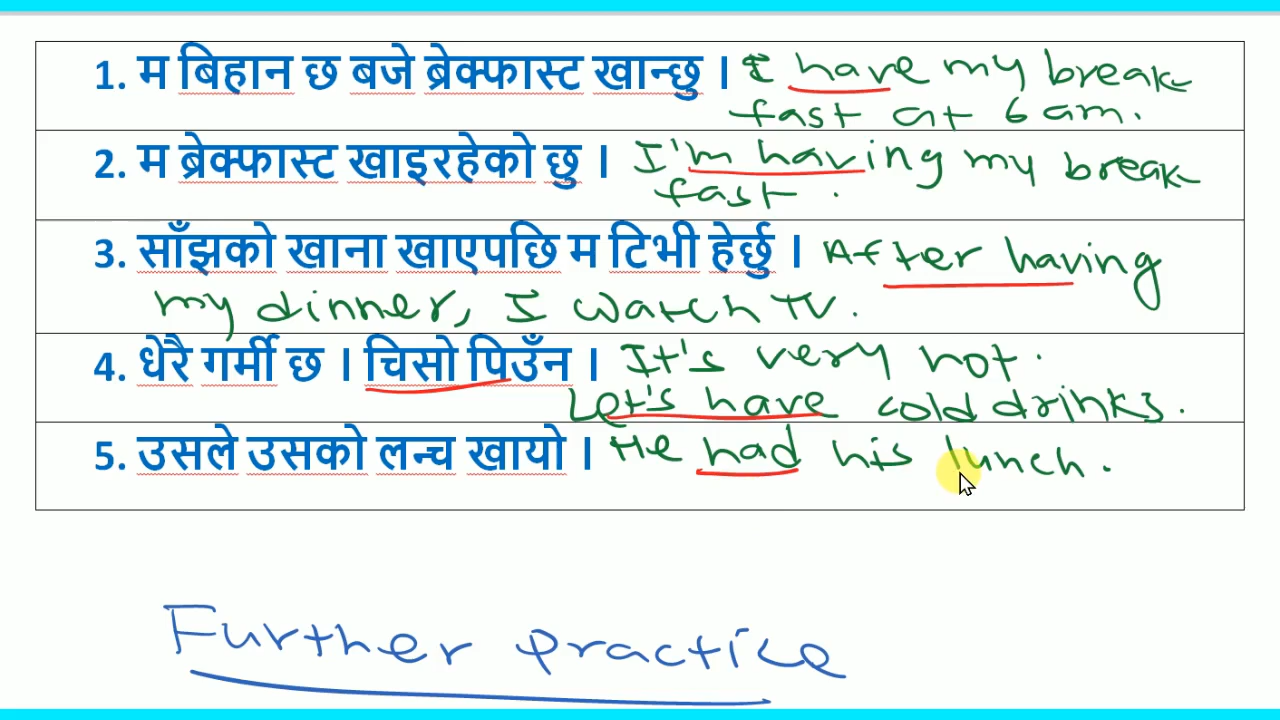 1. म बिहान छ बजे ब्रेक्फास्ट खान्छु । I have my break-
fast at 6 am.
2. म ब्रेक्फास्ट खाइरहेको छु । I'm having my break-
fast.
3. साँझको खाना खाएपछि म टिभी हेर्छु । After having
my dinner, I watch TV.
4. धेरै गर्मी छ । चिसो पिउँन । It's very hot.
Let's have cold drinks.
5. उसले उसको लन्च खायो । He had his lunch.
Further practice